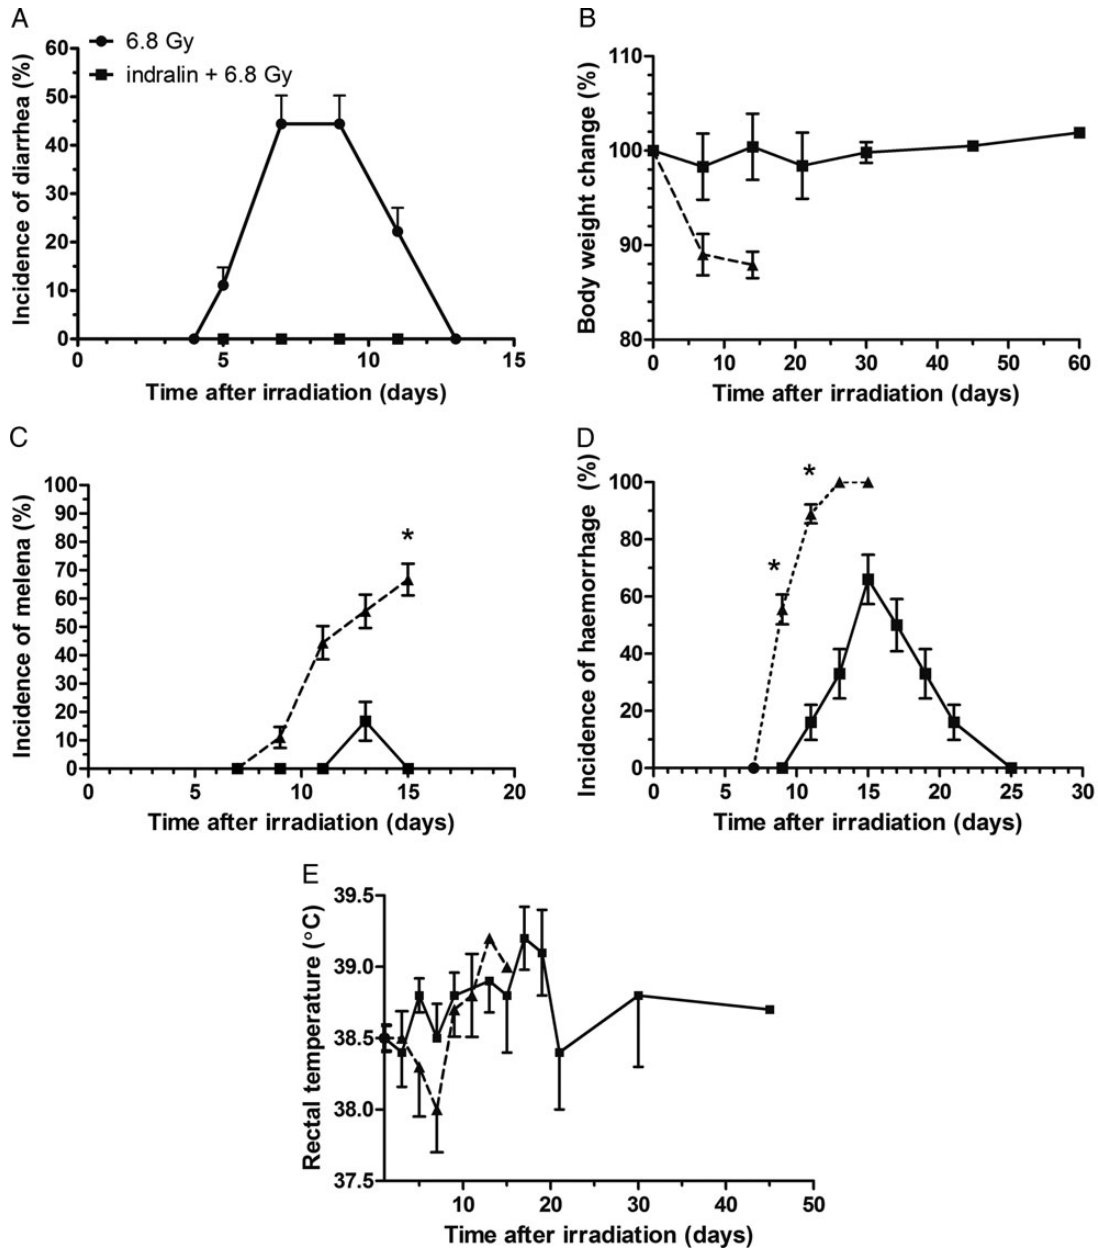 A
6.8 Gy
indralin + 6.8 Gy
Incidence of diarrhea (%)
60
50
40
30
20
10
0
0 5 10 15
Time after irradiation (days)
B
Body weight change (%)
110
100
90
80
0 10 20 30 40 50 60
Time after irradiation (days)
C
Incidence of melena (%)
100
90
80
70
60
50
40
30
20
10
0
*
0 5 10 15 20
Time after irradiation (days)
D
Incidence of haemorrhage (%)
100
80
60
40
20
0
*
*
0 5 10 15 20 25 30
Time after irradiation (days)
E
Rectal temperature (°C)
39.5
39.0
38.5
38.0
37.5
10 20 30 40 50
Time after irradiation (days)